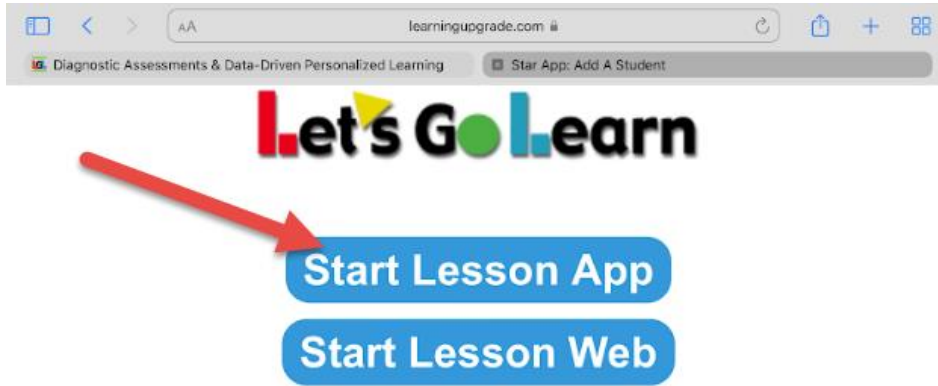 AA learningupgrade.com
LG. Diagnostic Assessments & Data-Driven Personalized Learning Star App: Add A Student
Let's Go Learn
Start Lesson App
Start Lesson Web